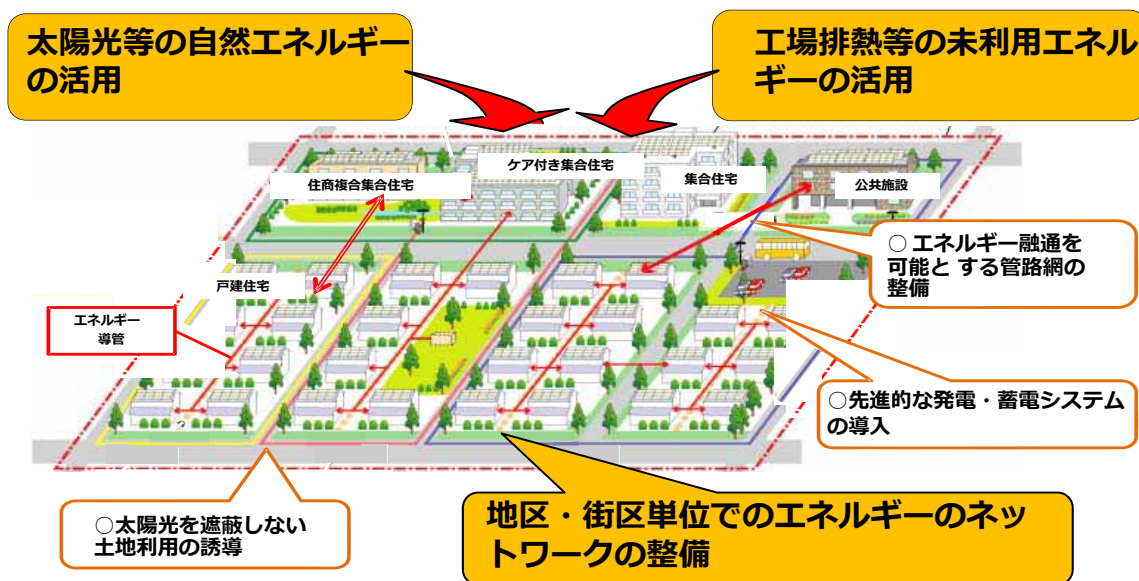 太陽光等の自然エネルギー
の活用
工場排熱等の未利用エネル
ギーの活用
ケア付き集合住宅
住商複合集合住宅
集合住宅
公共施設
○ エネルギー融通を
可能と する管路網の
整備
戸建住宅
エネルギー
導管
○先進的な発電・蓄電システム
の導入
○太陽光を遮蔽しない
土地利用の誘導
地区・街区単位でのエネルギーのネッ
トワークの整備